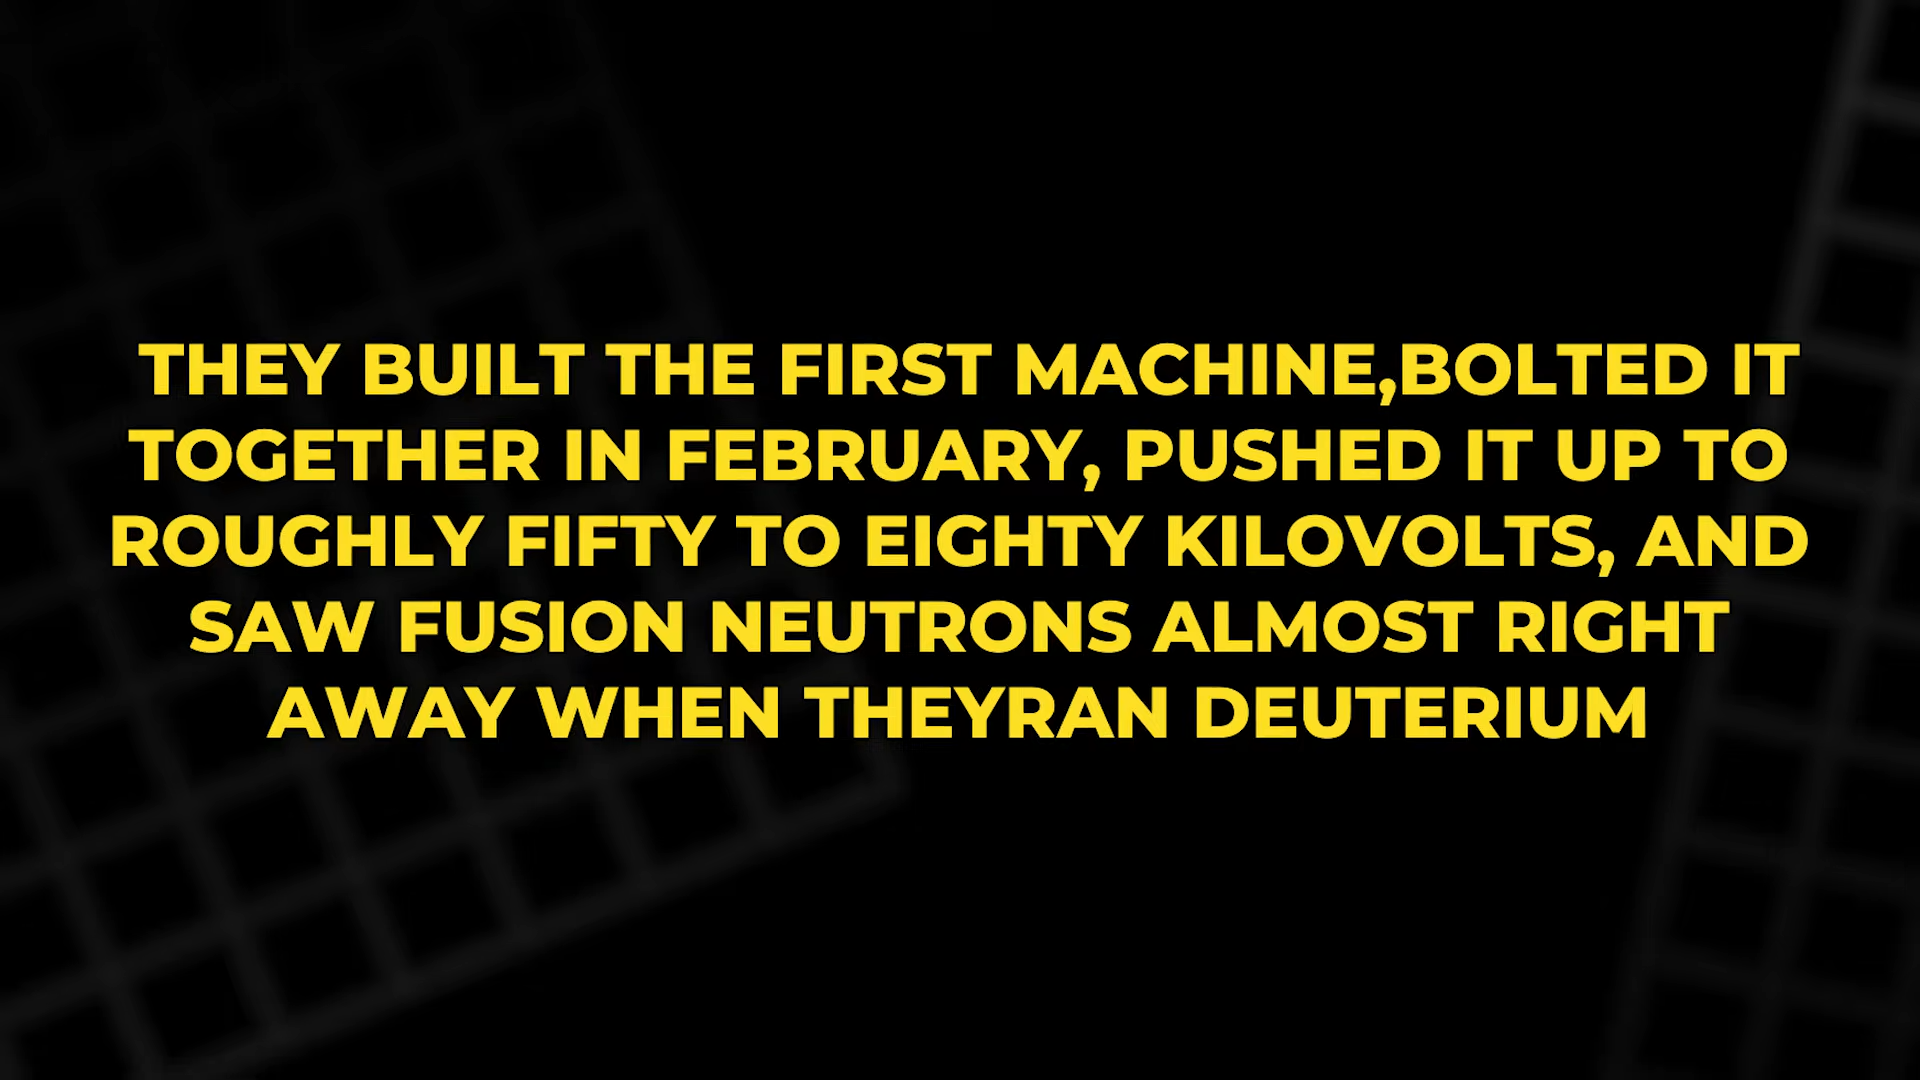 THEY BUILT THE FIRST MACHINE,BOLTED IT
TOGETHER IN FEBRUARY, PUSHED IT UP TO
ROUGHLY FIFTY TO EIGHTY KILOVOLTS, AND
SAW FUSION NEUTRONS ALMOST RIGHT
AWAY WHEN THEYRAN DEUTERIUM